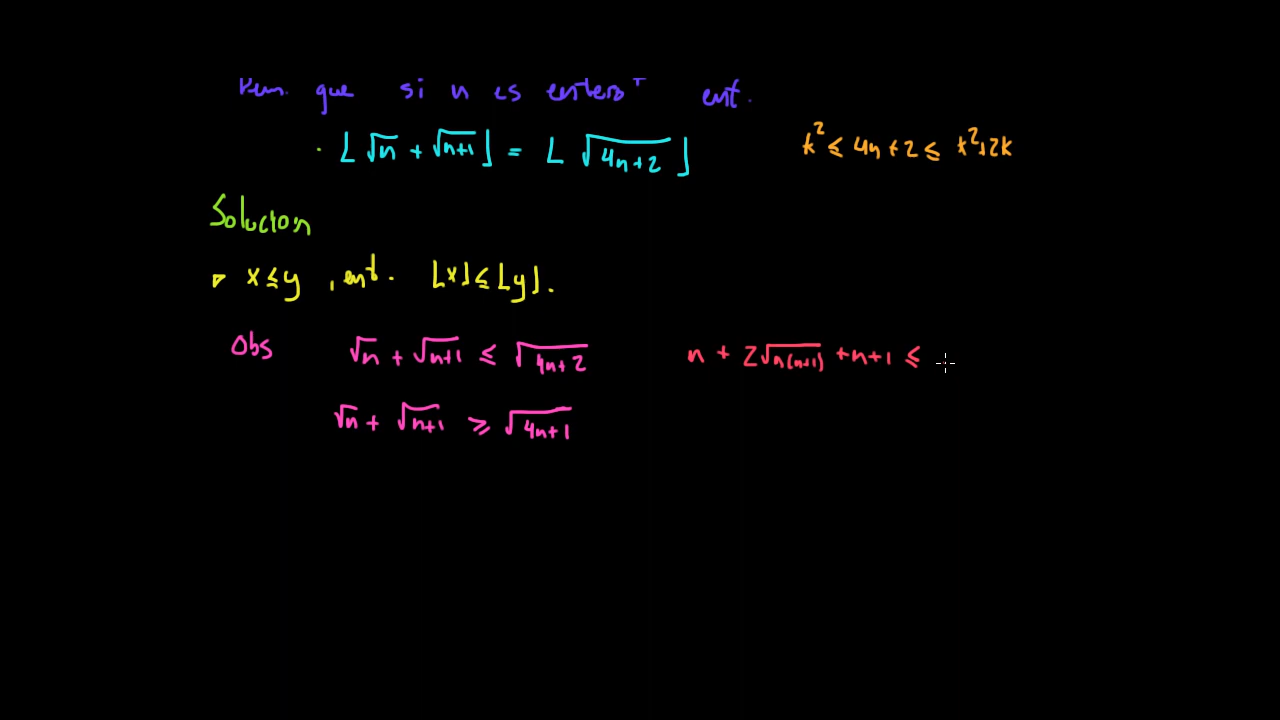 Dem. que si n es entero⁺ ent.
· ⌊√n + √(n+1)⌋ = ⌊√(4n+2)⌋
k² ≤ 4n+2 ≤ k²+2k
Solucion
▷ x ≤ y , ent. ⌊x⌋ ≤ ⌊y⌋.
Obs √n + √(n+1) ≤ √(4n+2)
n + 2√(n(n+1)) + n+1 ≤
√n + √(n+1) ≥ √(4n+1)